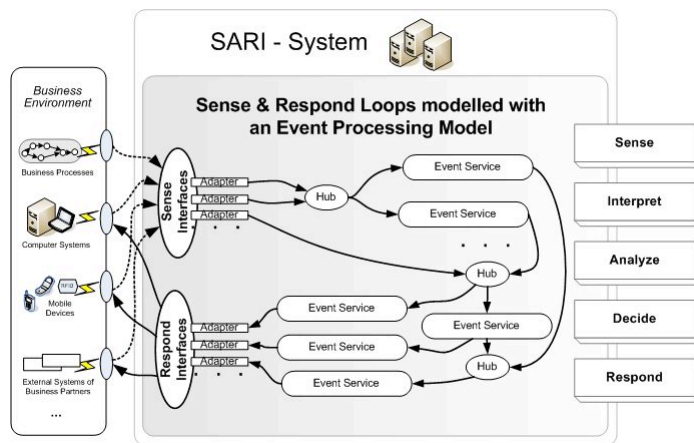 SARI - System
Business
Environment
Business Processes
Computer Systems
RFID
Mobile
Devices
External Systems of
Business Partners
...
Sense & Respond Loops modelled with
an Event Processing Model
Sense
Interfaces
Adapter
Adapter
Adapter
. . .
Hub
Event Service
Event Service
. . .
Hub
Event Service
Event Service
Event Service
Event Service
Hub
Respond
Interfaces
Adapter
Adapter
Adapter
. . .
Sense
Interpret
Analyze
Decide
Respond